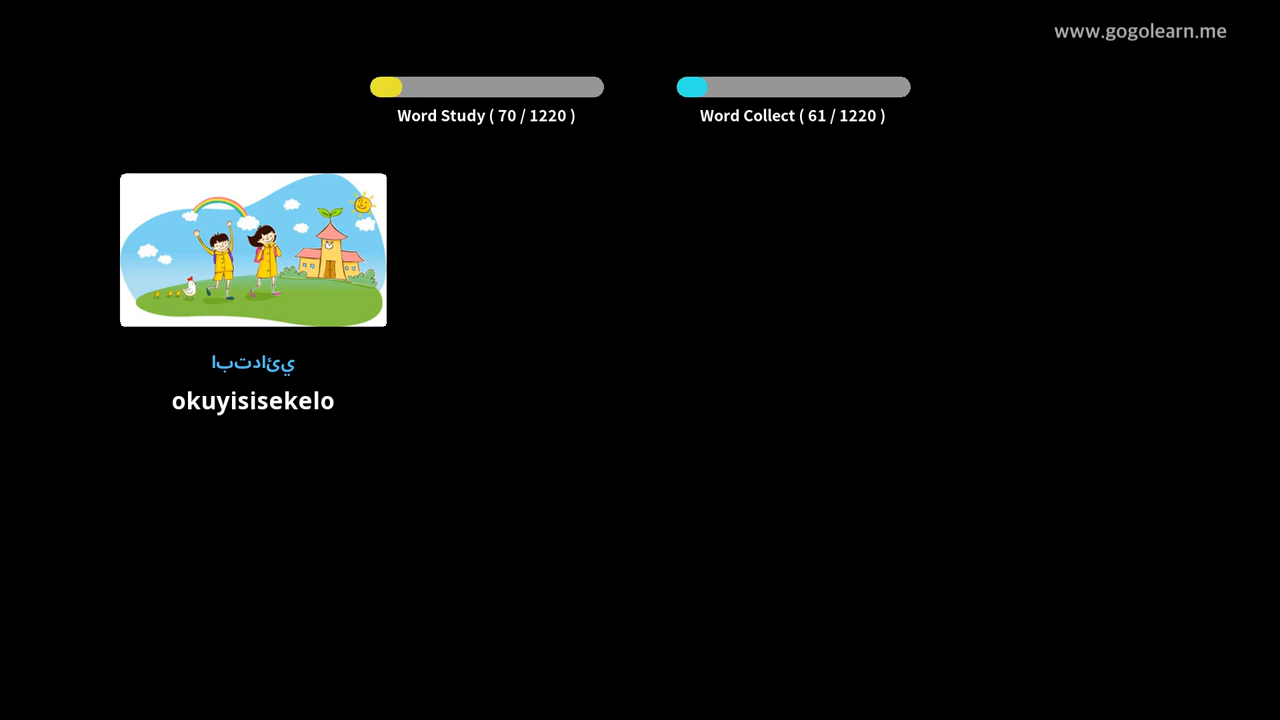 www.gogolearn.me
Word Study ( 70 / 1220 )
Word Collect ( 61 / 1220 )
ابتدائي
okuyisisekelo